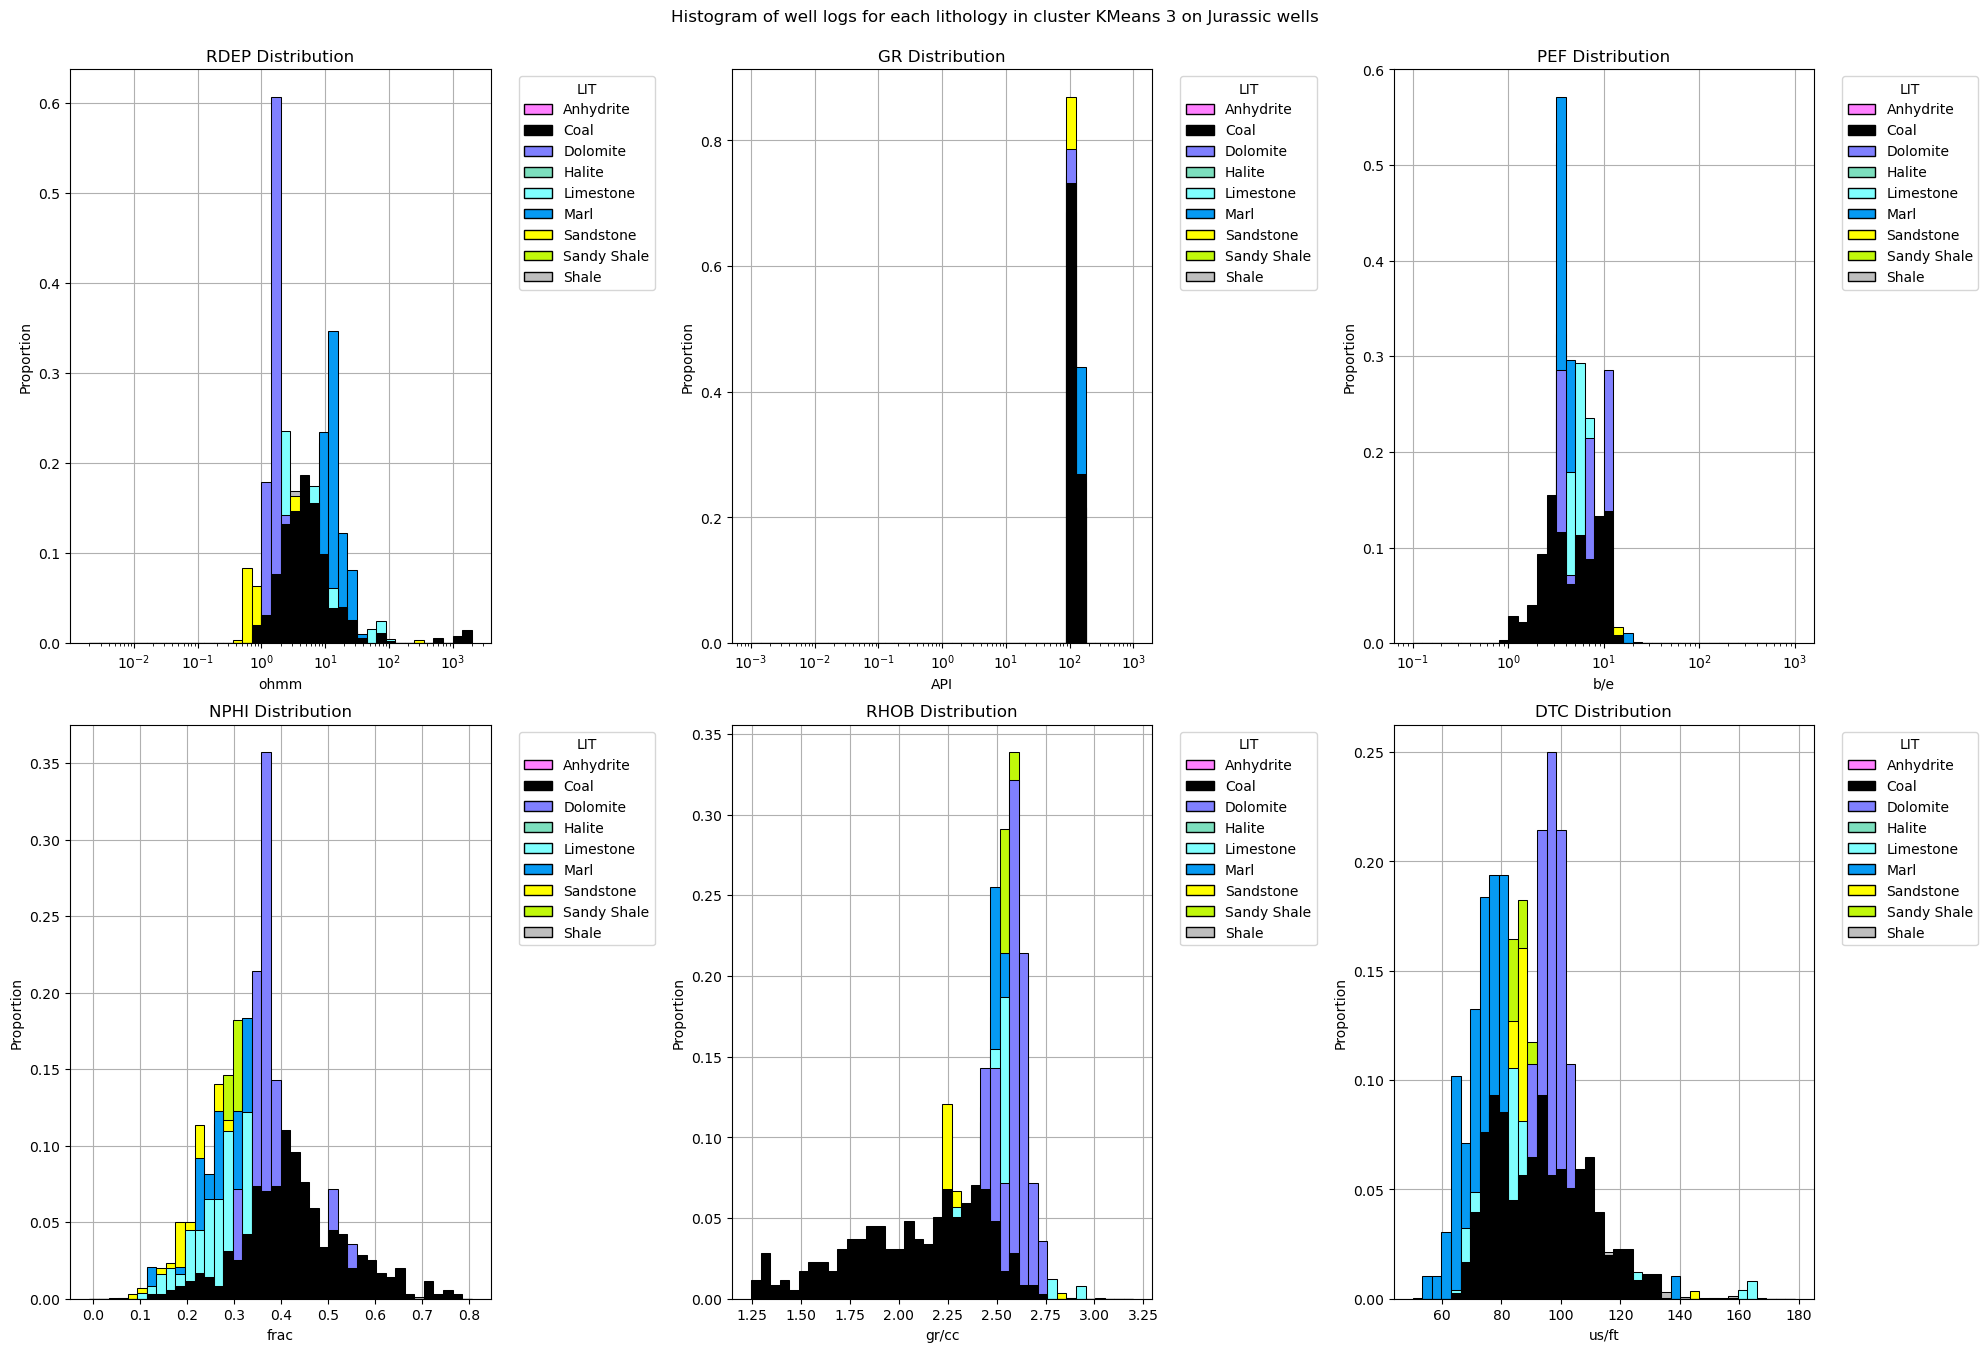 Histogram of well logs for each lithology in cluster KMeans 3 on Jurassic wells
RDEP Distribution
Proportion
0.6
0.5
0.4
0.3
0.2
0.1
0.0
10⁻²
10⁻¹
10⁰
10¹
10²
10³
ohmm
LIT
Anhydrite
Coal
Dolomite
Halite
Limestone
Marl
Sandstone
Sandy Shale
Shale
GR Distribution
Proportion
0.8
0.6
0.4
0.2
0.0
10⁻³
10⁻²
10⁻¹
10⁰
10¹
10²
10³
API
LIT
Anhydrite
Coal
Dolomite
Halite
Limestone
Marl
Sandstone
Sandy Shale
Shale
PEF Distribution
Proportion
0.6
0.5
0.4
0.3
0.2
0.1
0.0
10⁻¹
10⁰
10¹
10²
10³
b/e
LIT
Anhydrite
Coal
Dolomite
Halite
Limestone
Marl
Sandstone
Sandy Shale
Shale
NPHI Distribution
Proportion
0.35
0.30
0.25
0.20
0.15
0.10
0.05
0.00
0.0
0.1
0.2
0.3
0.4
0.5
0.6
0.7
0.8
frac
LIT
Anhydrite
Coal
Dolomite
Halite
Limestone
Marl
Sandstone
Sandy Shale
Shale
RHOB Distribution
Proportion
0.35
0.30
0.25
0.20
0.15
0.10
0.05
0.00
1.25
1.50
1.75
2.00
2.25
2.50
2.75
3.00
3.25
gr/cc
LIT
Anhydrite
Coal
Dolomite
Halite
Limestone
Marl
Sandstone
Sandy Shale
Shale
DTC Distribution
Proportion
0.25
0.20
0.15
0.10
0.05
0.00
60
80
100
120
140
160
180
us/ft
LIT
Anhydrite
Coal
Dolomite
Halite
Limestone
Marl
Sandstone
Sandy Shale
Shale